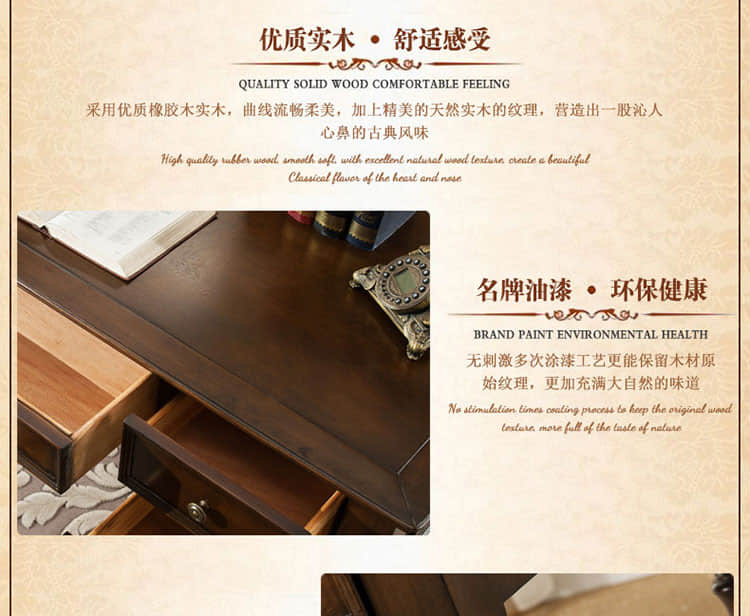 优质实木 • 舒适感受
QUALITY SOLID WOOD COMFORTABLE FEELING
采用优质橡胶木实木，曲线流畅柔美，加上精美的天然实木的纹理，营造出一股沁人
心鼻的古典风味
High quality rubber wood, smooth soft, with excellent natural wood texture, create a beautiful
Classical flavor of the heart and nose
名牌油漆 • 环保健康
BRAND PAINT ENVIRONMENTAL HEALTH
无刺激多次涂漆工艺更能保留木材原
始纹理，更加充满大自然的味道
No stimulation times coating process to keep the original wood
texture, more full of the taste of nature